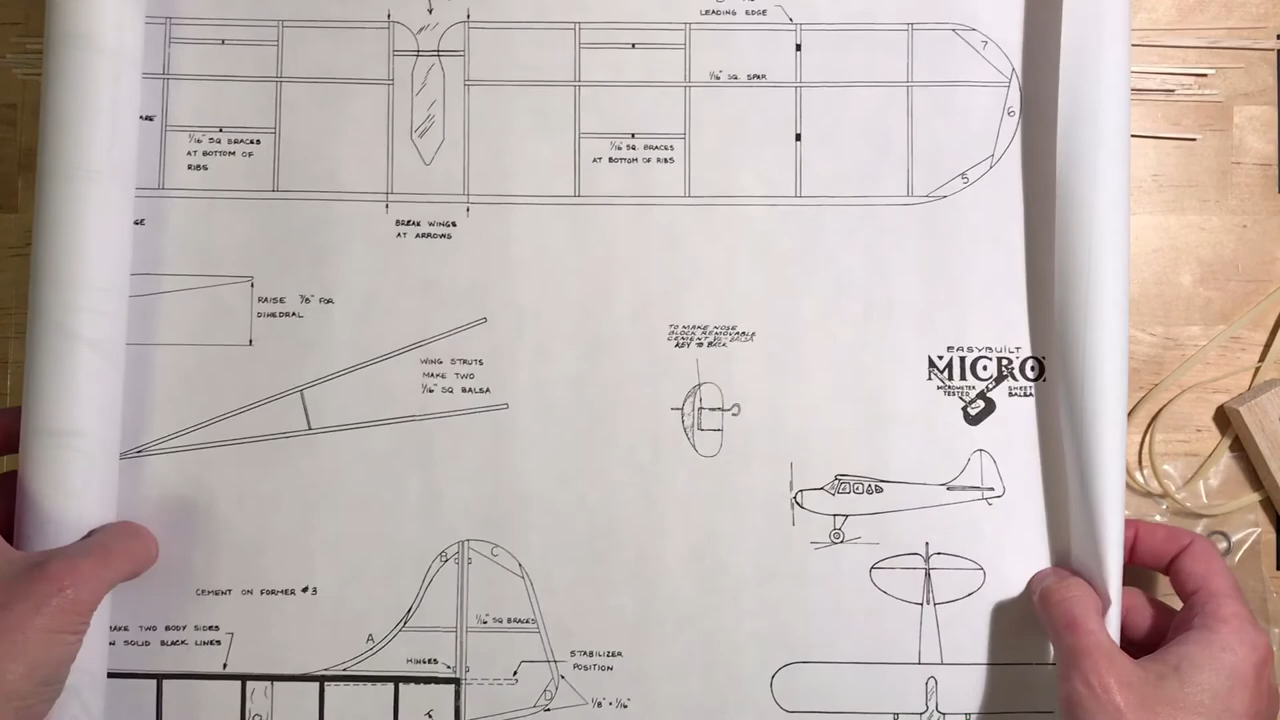 LEADING EDGE
7
1/16" SQ. SPAR
6
ARE
1/16" SQ BRACES
AT BOTTOM OF
RIBS
1/16" SQ. BRACES
AT BOTTOM OF RIBS
5
GE
BREAK WINGS
AT ARROWS
RAISE 7/8" FOR
DIHEDRAL
TO MAKE NOSE
BLOCK REMOVABLE
CEMENT BALSA
KEY TO BACK
WING STRUTS
MAKE TWO
1/16" SQ BALSA
EASYBUILT
MICRO
MICROMETER
TESTED
SHEET
BALSA
B
C
CEMENT ON FORMER #3
1/16" SQ BRACES
MAKE TWO BODY SIDES
N SOLID BLACK LINES
A
HINGES
STABILIZER
POSITION
D
1/8" × 1/16"